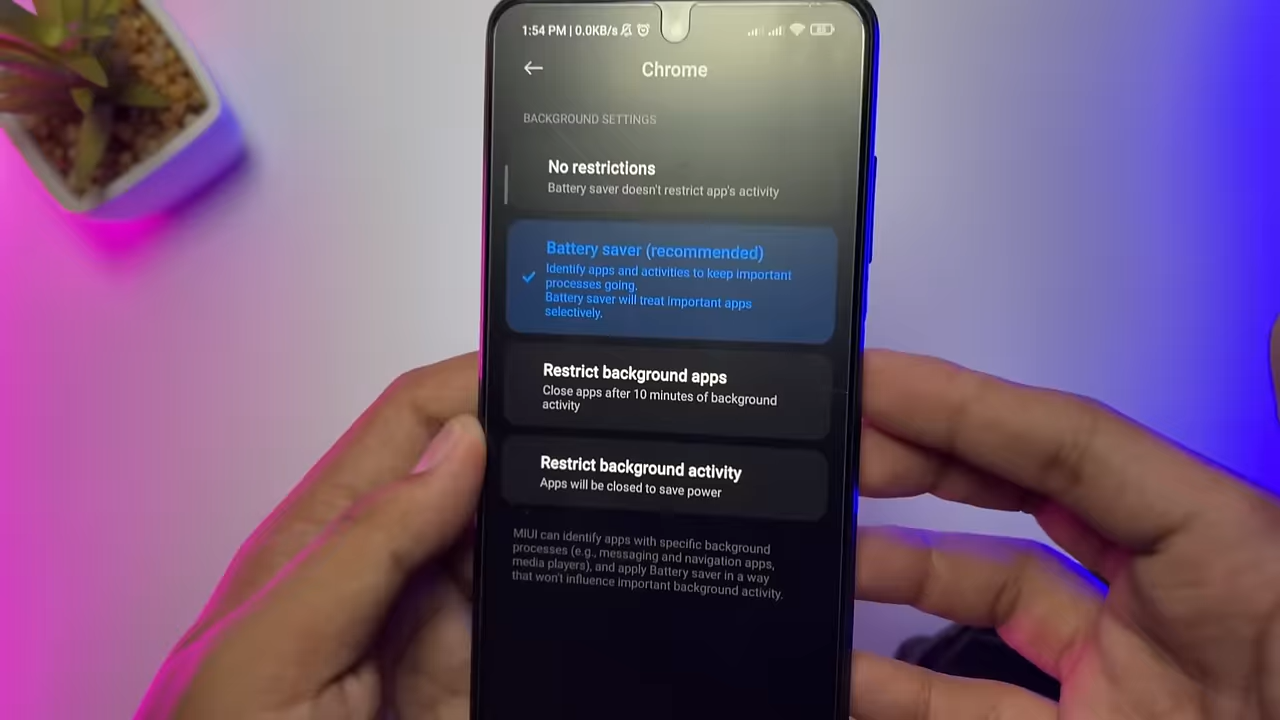 1:54 PM | 0.0KB/s
Chrome
BACKGROUND SETTINGS
No restrictions
Battery saver doesn't restrict app's activity
Battery saver (recommended)
Identify apps and activities to keep important
processes going.
Battery saver will treat important apps
selectively.
Restrict background apps
Close apps after 10 minutes of background
activity
Restrict background activity
Apps will be closed to save power
MIUI can identify apps with specific background
processes (e.g., messaging and navigation apps,
media players), and apply Battery saver in a way
that won't influence important background activity.